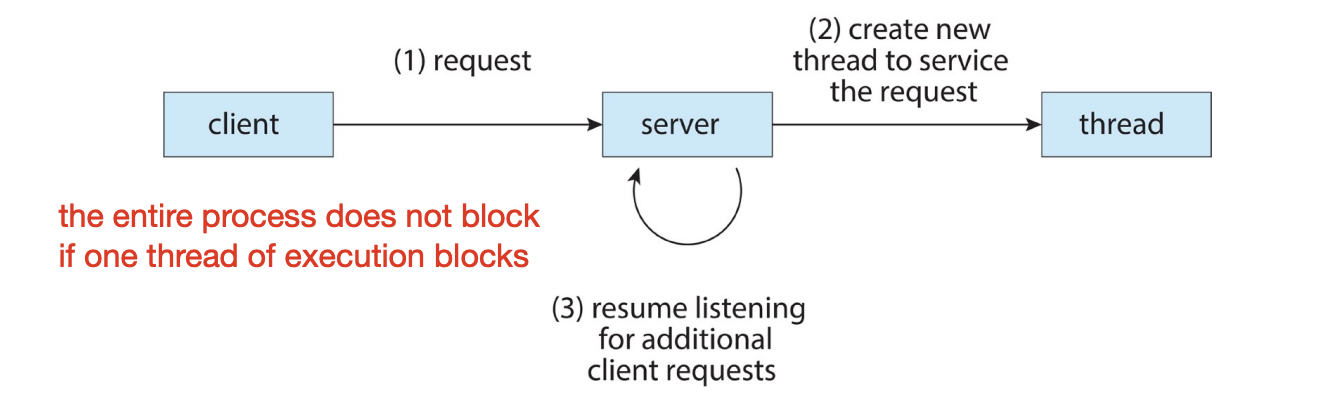 (1) request
(2) create new
thread to service
the request
client
server
thread
the entire process does not block
if one thread of execution blocks
(3) resume listening
for additional
client requests